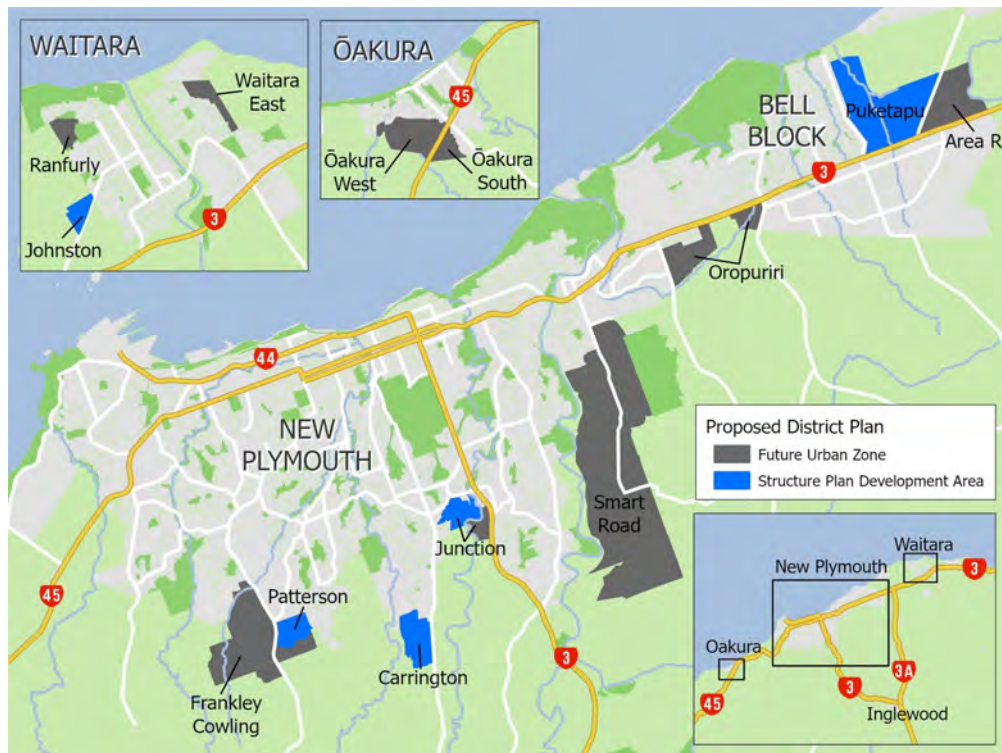 WAITARA
Waitara
East
Ranfurly
Johnston
3
ŌAKURA
45
Ōakura
West
Ōakura
South
BELL
BLOCK
Puketapu
Area R
3
Oropuriri
44
NEW
PLYMOUTH
Smart
Road
Junction
45
Patterson
Carrington
Frankley
Cowling
3
Proposed District Plan
Future Urban Zone
Structure Plan Development Area
Waitara
New Plymouth
3
Oakura
3A
45
3
Inglewood